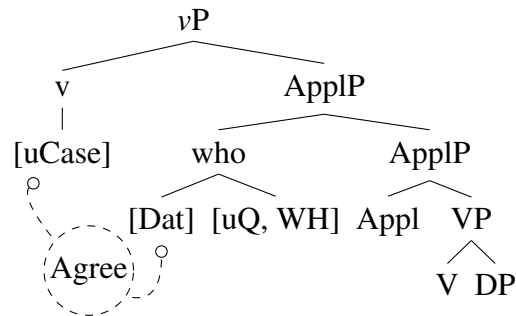 vP
v ApplP
[uCase] who ApplP
[Dat] [uQ, WH] Appl VP
Agree
V DP